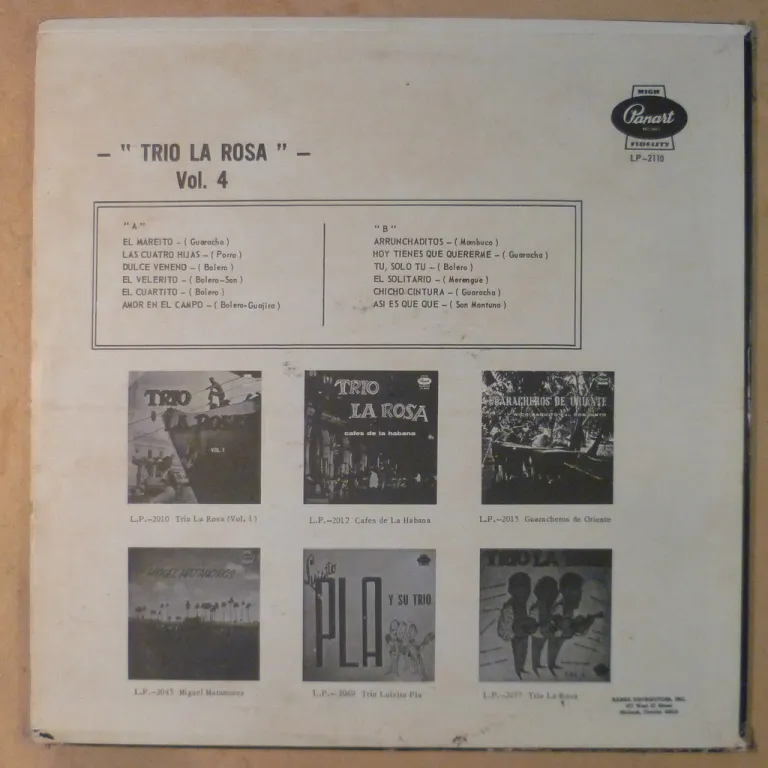 HIGH
Panart
FIDELITY
LP-2110
— " TRIO LA ROSA " —
Vol. 4
" A "
EL MAREITO - ( Guaracha )
LAS CUATRO HIJAS - ( Porro )
DULCE VENENO - ( Bolero )
EL VELERITO - ( Bolero-Son )
EL CUARTITO - ( Bolero )
AMOR EN EL CAMPO - ( Bolero-Guajira )
" B "
ARRUNCHADITOS - ( Mambuco )
HOY TIENES QUE QUERERME - ( Guaracha )
TU, SOLO TU - ( Bolero )
EL SOLITARIO - ( Merengue )
CHICHO CINTURA - ( Guaracha )
ASI ES QUE QUE - ( Son Montuno )
TRIO
LA ROSA
VOL. 1
TRIO
LA ROSA
cafes de la habana
GUARACHEROS DE ORIENTE
L.P.-2010 Trio La Rosa (Vol. 1)
L.P.-2012 Cafes de La Habana
L.P.-2015 Guaracheros de Oriente
MIGUEL MATAMOROS
PLA
Y SU TRIO
TRIO LA
L.P.-2045 Miguel Matamoros
L.P.-2069 Trio Luisito Pla
L.P.-2077 Trio La Rosa